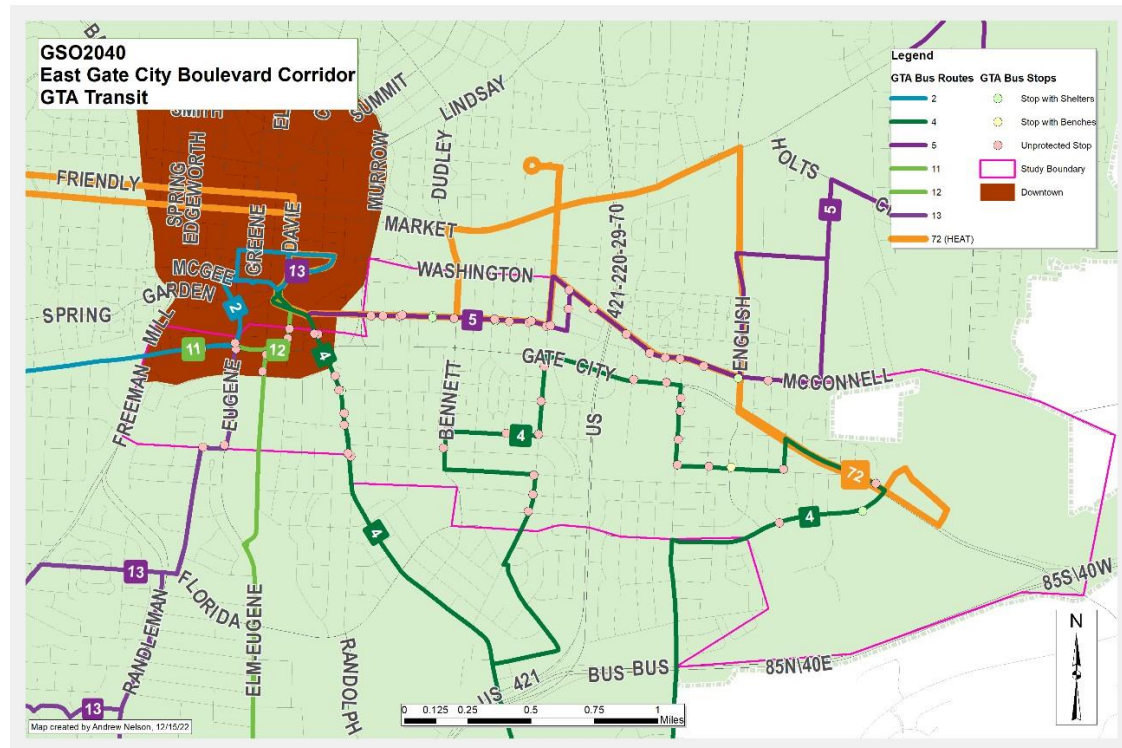 GSO2040
East Gate City Boulevard Corridor
GTA Transit
Legend
GTA Bus Routes GTA Bus Stops
2 Stop with Shelters
4 Stop with Benches
5 Unprotected Stop
11 Study Boundary
12 Downtown
13
72 (HEAT)
SUMMIT
LINDSAY
HOLTS
DUDLEY
MURROW
FRIENDLY
SPRING
EDGEWORTH
5
GREENE
DAVIE
MARKET
421-220-29-70
WASHINGTON
MCGEE
13
GARDEN
SPRING
MILL
2
5
ENGLISH
11
12
4
GATE CITY
MCCONNELL
FREEMAN
EUGENE
BENNETT
US
4
72
4
4
13
FLORIDA
85S\40W
RANDLEMAN
ELM-EUGENE
RANDOLPH
BUS BUS
85N\40E
US 421
N
13
0 0.125 0.25 0.5 0.75 1
Miles
Map created by Andrew Nelson, 12/15/22